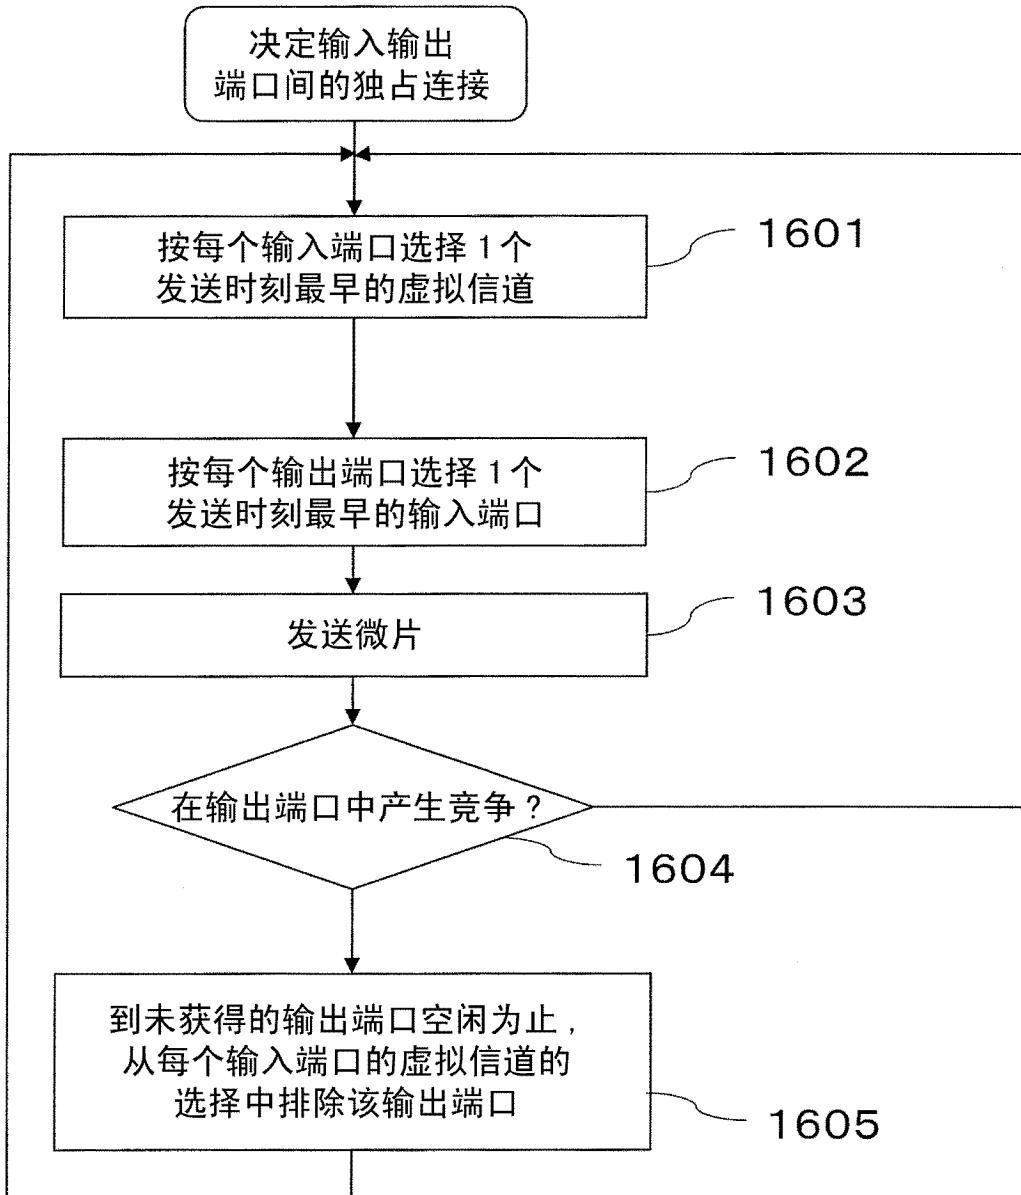 决定输入输出
端口间的独占连接
按每个输入端口选择1个
发送时刻最早的虚拟信道
1601
按每个输出端口选择1个
发送时刻最早的输入端口
1602
发送微片
1603
在输出端口中产生竞争?
1604
到未获得的输出端口空闲为止,
从每个输入端口的虚拟信道的
选择中排除该输出端口
1605